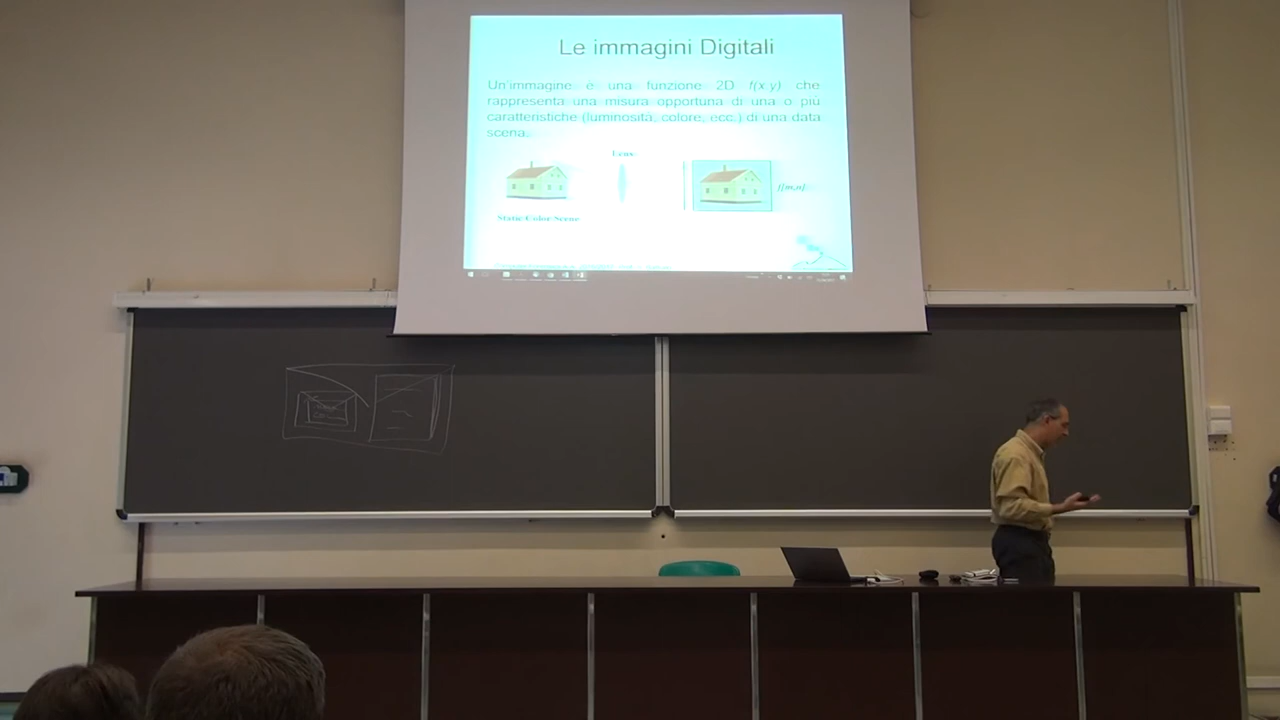 Le immagini Digitali
Un'immagine è una funzione 2D f(x,y) che
rappresenta una misura opportuna di una o più
caratteristiche (luminosità, colore, ecc.) di una data
scena.
Lens
f[m,n]
Static Color Scene